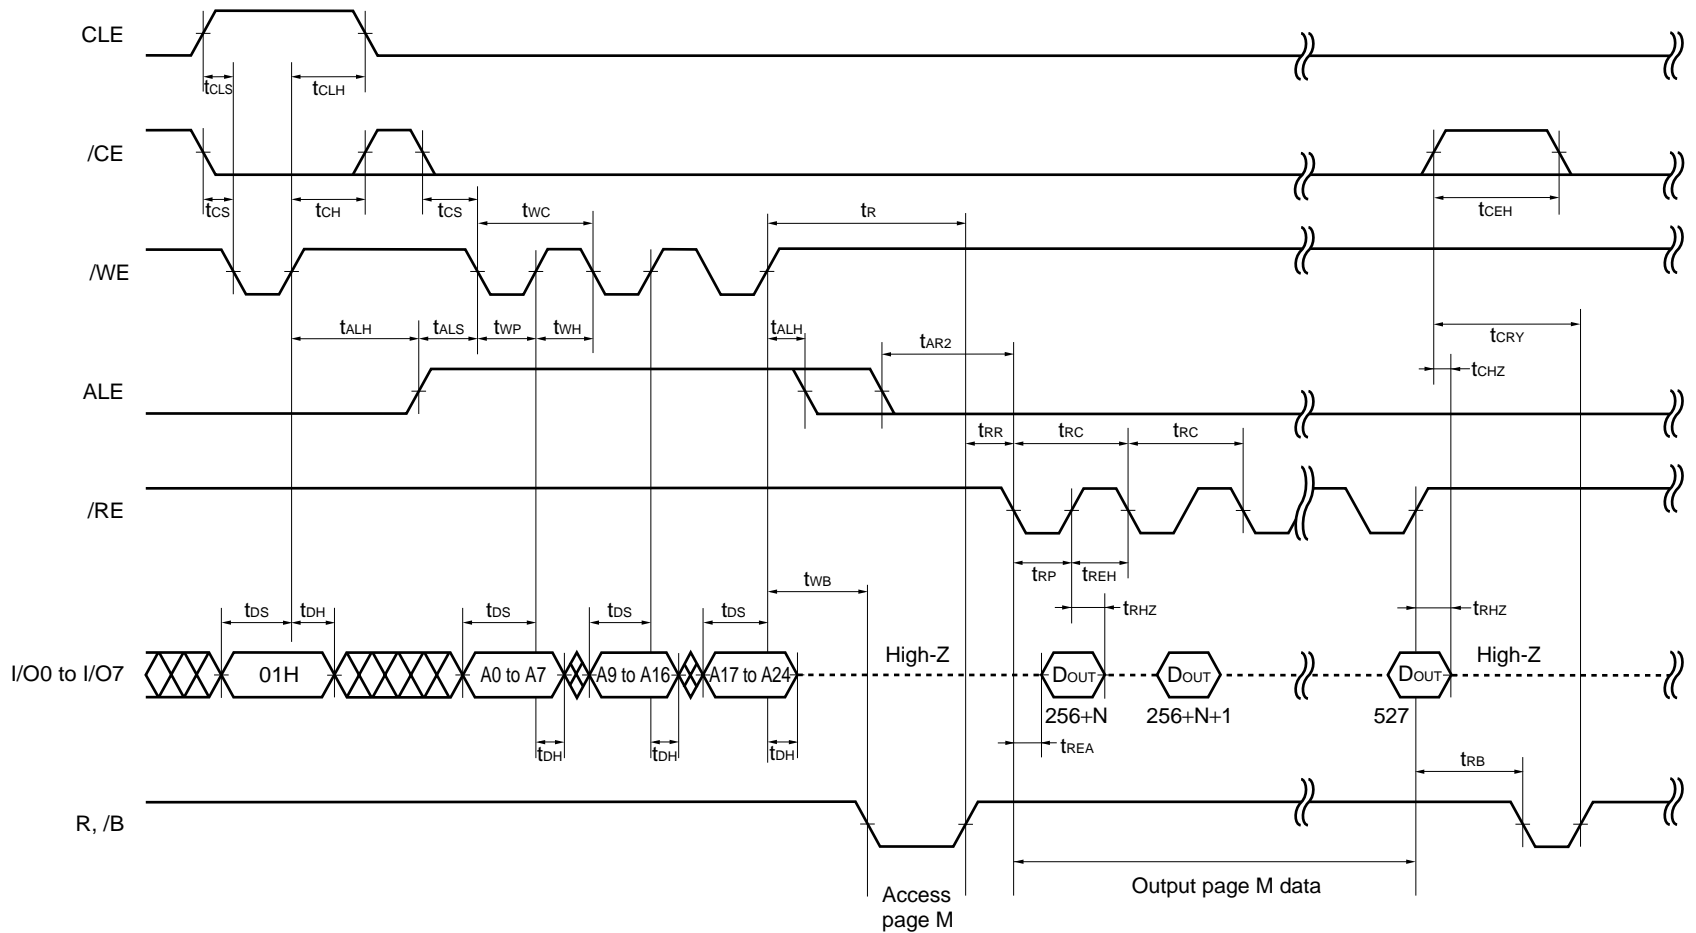 CLE
tCLS
tCLH
/CE
tCS
tCH
tCS
tWC
tR
tCEH
/WE
tALH
tALS
tWP
tWH
tALH
tAR2
tCRY
tCHZ
ALE
tRR
tRC
tRC
/RE
tRP
tREH
tWB
tRHZ
tRHZ
tDS
tDH
tDS
tDS
tDS
I/O0 to I/O7
01H
A0 to A7
A9 to A16
A17 to A24
High-Z
DOUT
DOUT
DOUT
High-Z
256+N
256+N+1
527
tDH
tDH
tDH
tREA
tRB
R, /B
Output page M data
Access
page M